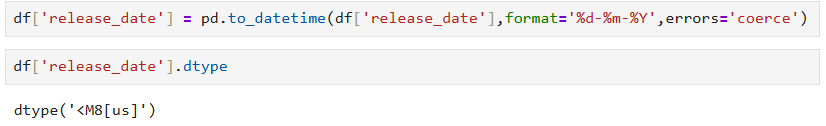 df['release_date'] = pd.to_datetime(df['release_date'],format='%d-%m-%Y',errors='coerce')
df['release_date'].dtype
dtype('<M8[us]')